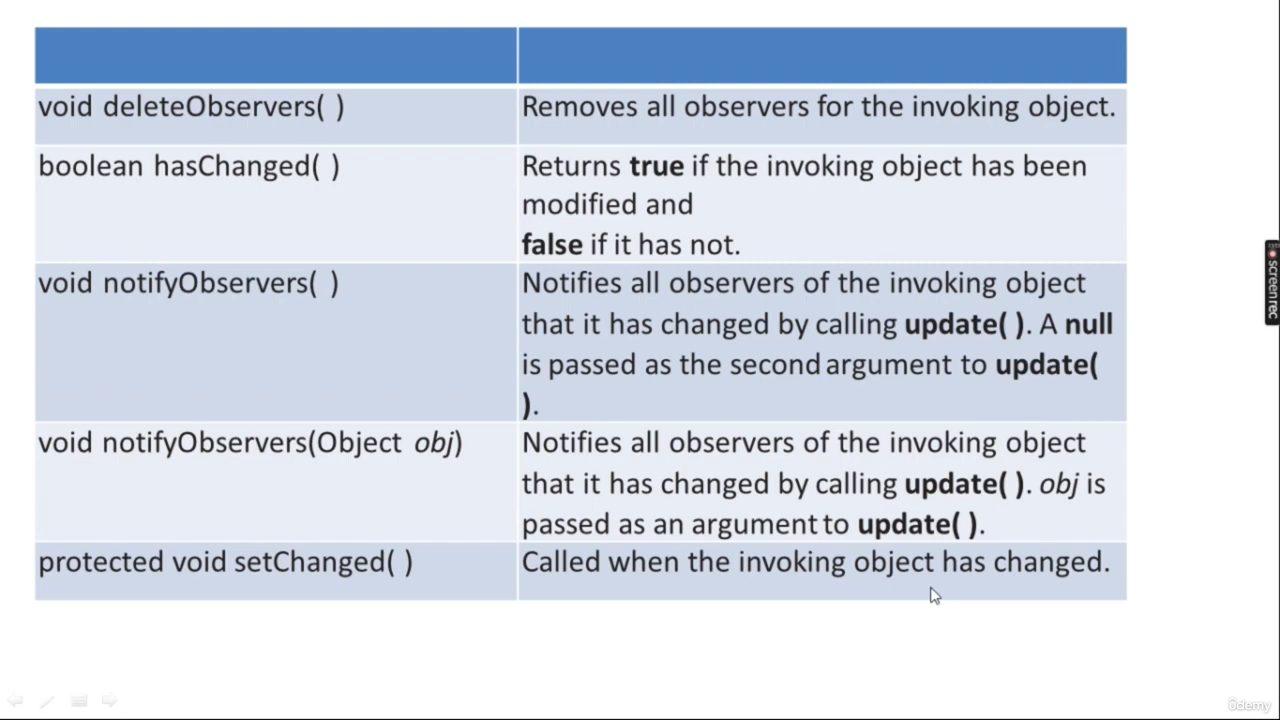 void deleteObservers( )
Removes all observers for the invoking object.
boolean hasChanged( )
Returns true if the invoking object has been
modified and
false if it has not.
void notifyObservers( )
Notifies all observers of the invoking object
that it has changed by calling update( ). A null
is passed as the second argument to update(
).
void notifyObservers(Object obj)
Notifies all observers of the invoking object
that it has changed by calling update( ). obj is
passed as an argument to update( ).
protected void setChanged( )
Called when the invoking object has changed.
screenrec
ûdemy